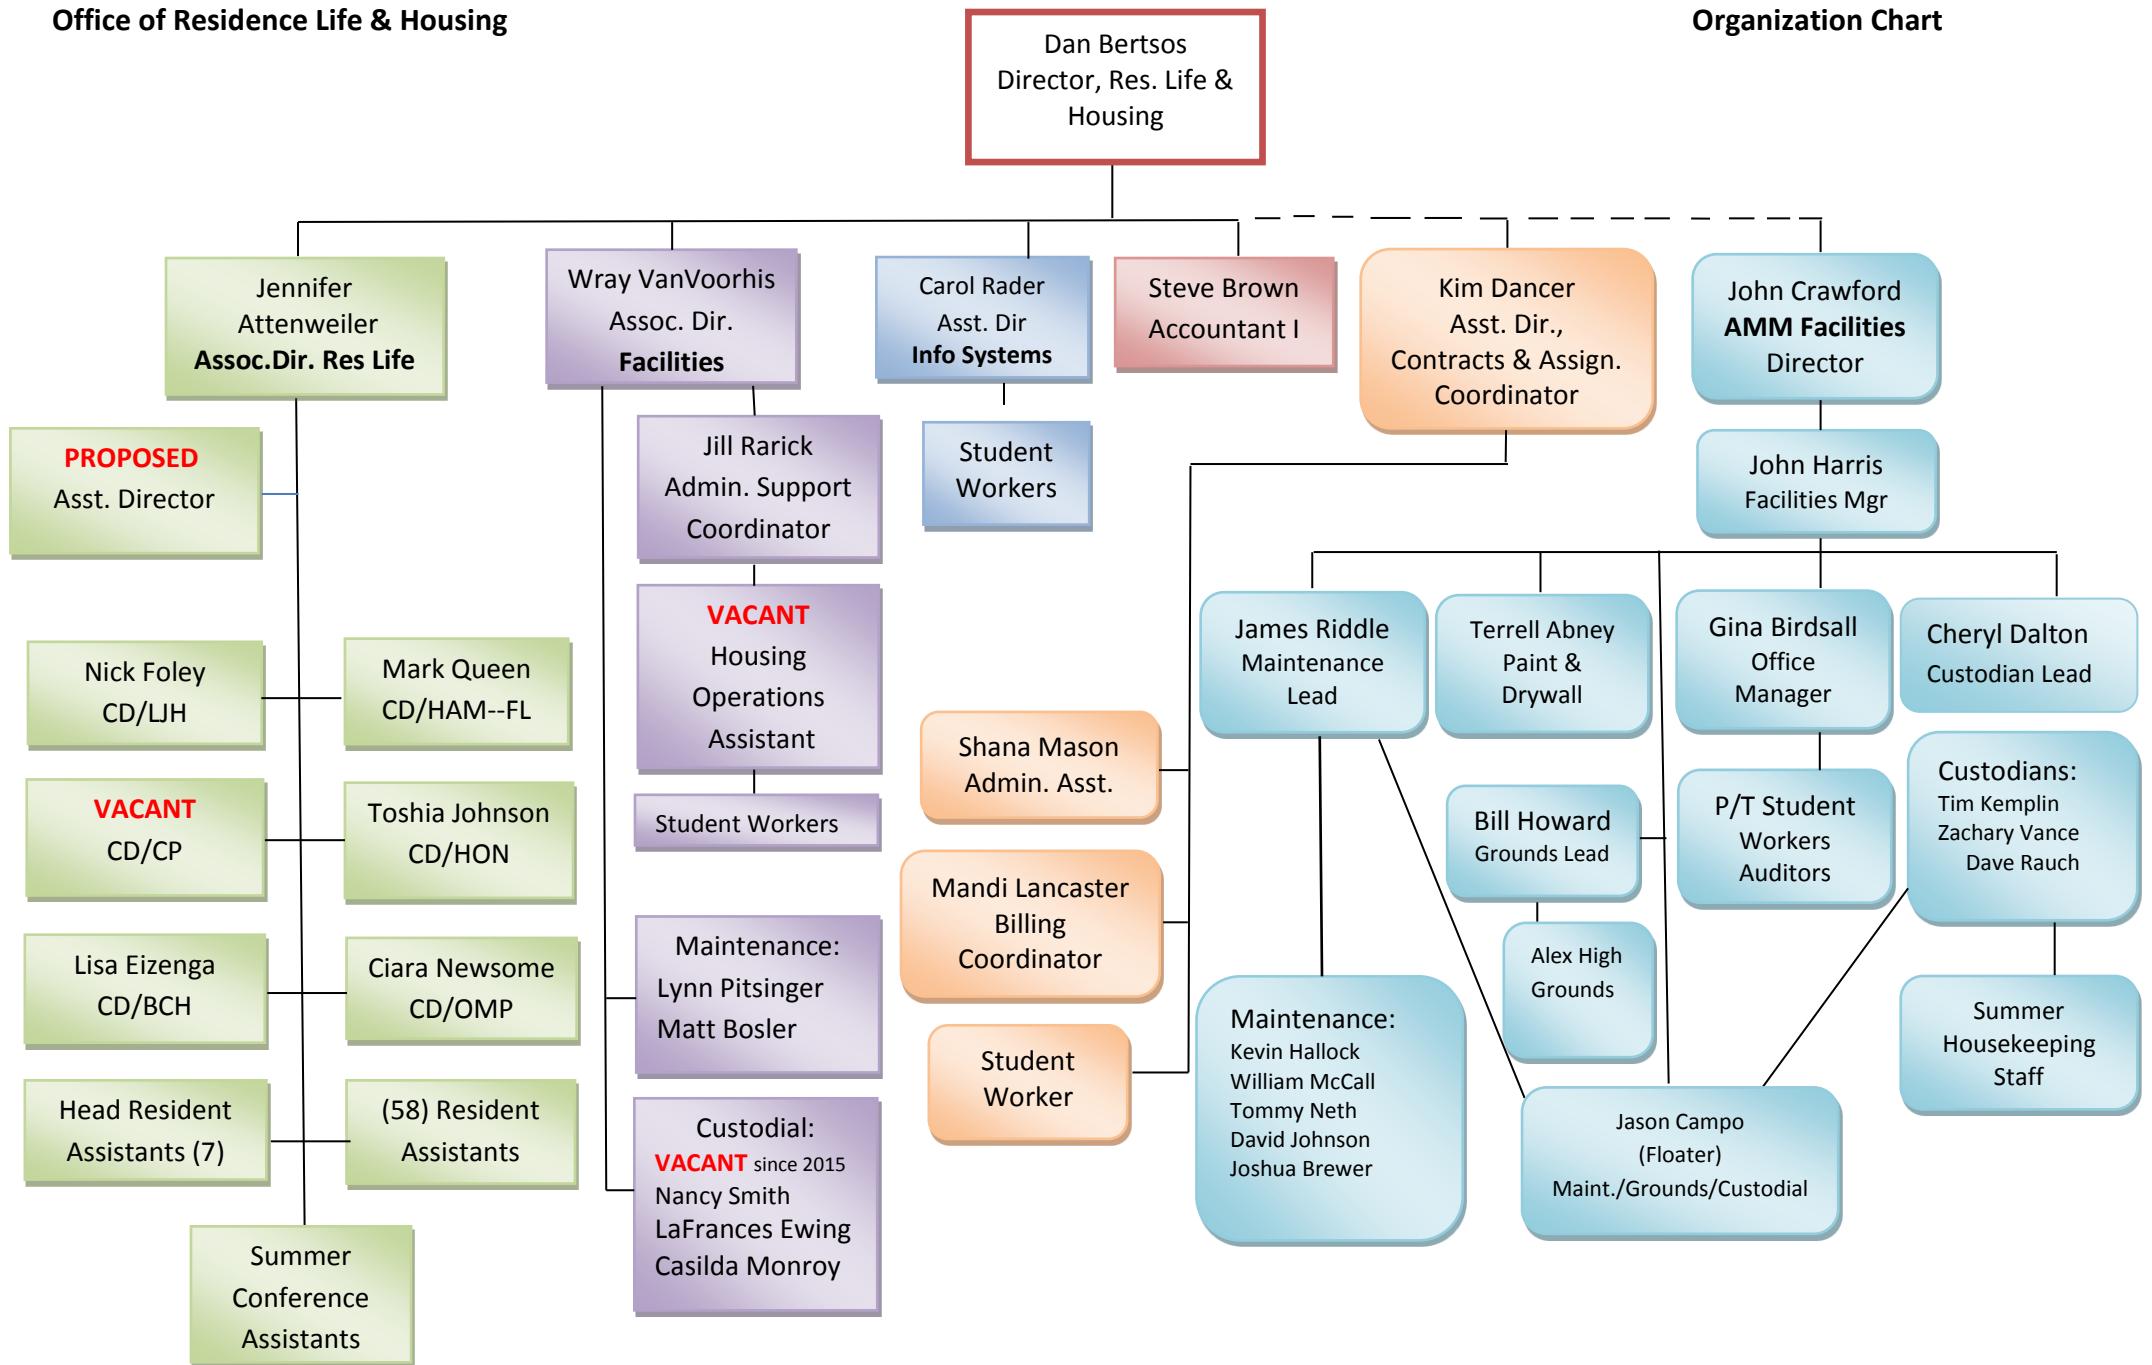 Office of Residence Life & Housing
Organization Chart
Dan Bertsos
Director, Res. Life &
Housing
Jennifer
Attenweiler
Assoc.Dir. Res Life
Wray VanVoorhis
Assoc. Dir.
Facilities
Carol Rader
Asst. Dir
Info Systems
Steve Brown
Accountant I
Kim Dancer
Asst. Dir.,
Contracts & Assign.
Coordinator
John Crawford
AMM Facilities
Director
PROPOSED
Asst. Director
Jill Rarick
Admin. Support
Coordinator
Student
Workers
John Harris
Facilities Mgr
Nick Foley
CD/LJH
Mark Queen
CD/HAM--FL
VACANT
Housing
Operations
Assistant
James Riddle
Maintenance
Lead
Terrell Abney
Paint &
Drywall
Gina Birdsall
Office
Manager
Cheryl Dalton
Custodian Lead
VACANT
CD/CP
Toshia Johnson
CD/HON
Student Workers
Shana Mason
Admin. Asst.
Bill Howard
Grounds Lead
P/T Student
Workers
Auditors
Custodians:
Tim Kemplin
Zachary Vance
Dave Rauch
Lisa Eizenga
CD/BCH
Ciara Newsome
CD/OMP
Maintenance:
Lynn Pitsinger
Matt Bosler
Mandi Lancaster
Billing
Coordinator
Alex High
Grounds
Summer
Housekeeping
Staff
Head Resident
Assistants (7)
(58) Resident
Assistants
Custodial:
VACANT since 2015
Nancy Smith
LaFrances Ewing
Casilda Monroy
Student
Worker
Maintenance:
Kevin Hallock
William McCall
Tommy Neth
David Johnson
Joshua Brewer
Jason Campo
(Floater)
Maint./Grounds/Custodial
Summer
Conference
Assistants